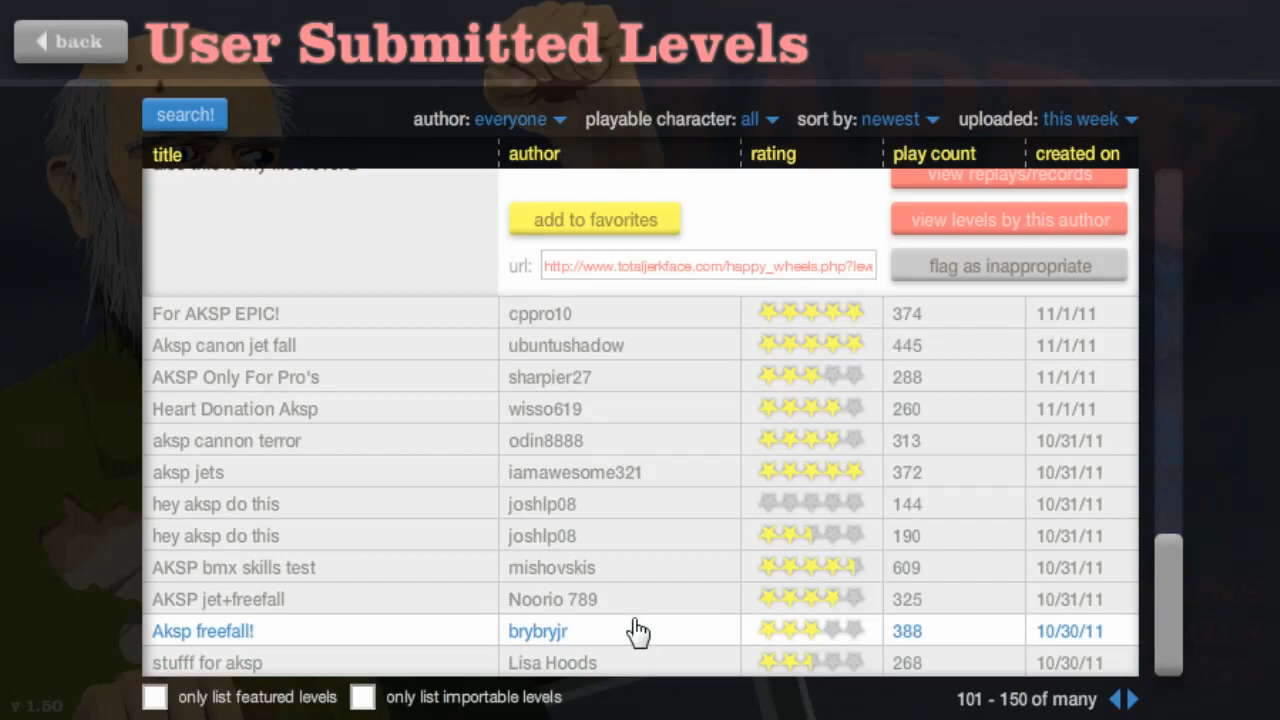 back
User Submitted Levels
search!
author: everyone playable character: all sort by: newest uploaded: this week
title author rating play count created on
view replays/records
add to favorites view levels by this author
url: http://www.totaljerkface.com/happy_wheels.php?leve flag as inappropriate
For AKSP EPIC! cppro10 374 11/1/11
Aksp canon jet fall ubuntushadow 445 11/1/11
AKSP Only For Pro's sharpier27 288 11/1/11
Heart Donation Aksp wisso619 260 11/1/11
aksp cannon terror odin8888 313 10/31/11
aksp jets iamawesome321 372 10/31/11
hey aksp do this joshlp08 144 10/31/11
hey aksp do this joshlp08 190 10/31/11
AKSP bmx skills test mishovskis 609 10/31/11
AKSP jet+freefall Noorio 789 325 10/31/11
Aksp freefall! brybryjr 388 10/30/11
stufff for aksp Lisa Hoods 268 10/30/11
only list featured levels only list importable levels 101 - 150 of many
v 1.50